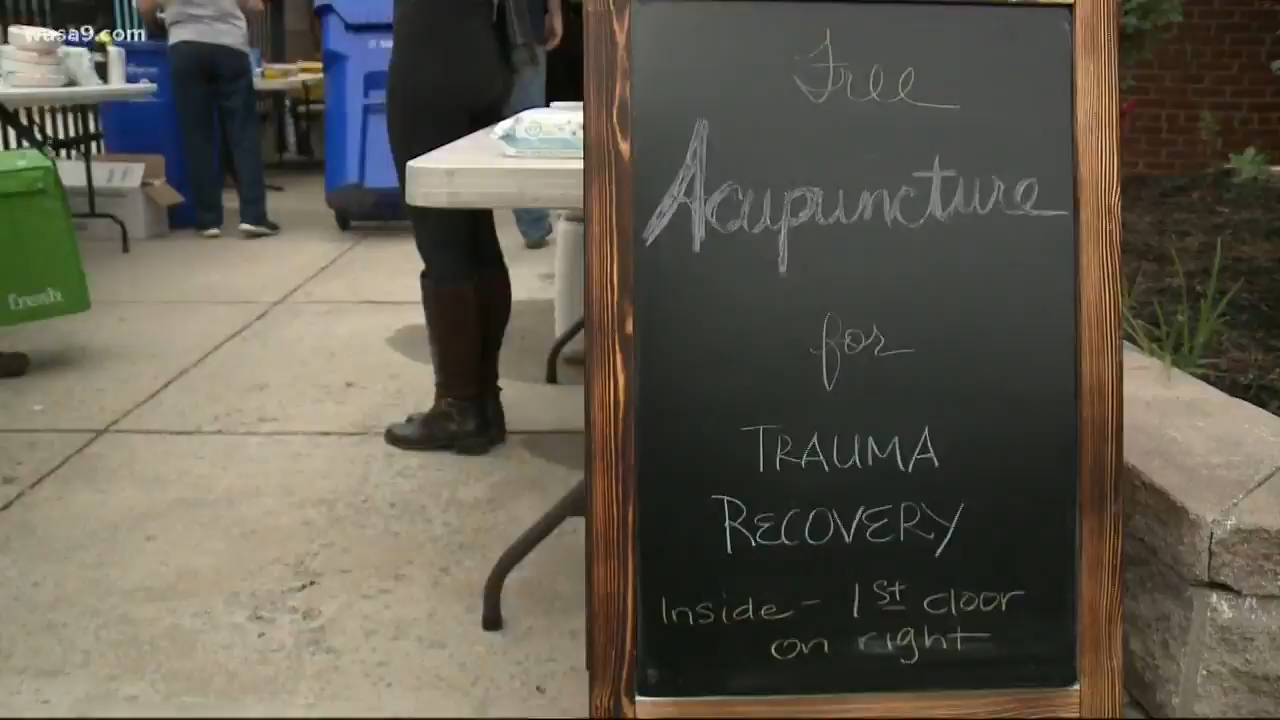 wusa9.com
fresh
Free
Acupuncture
for
TRAUMA
RECOVERY
Inside - 1st door
on right